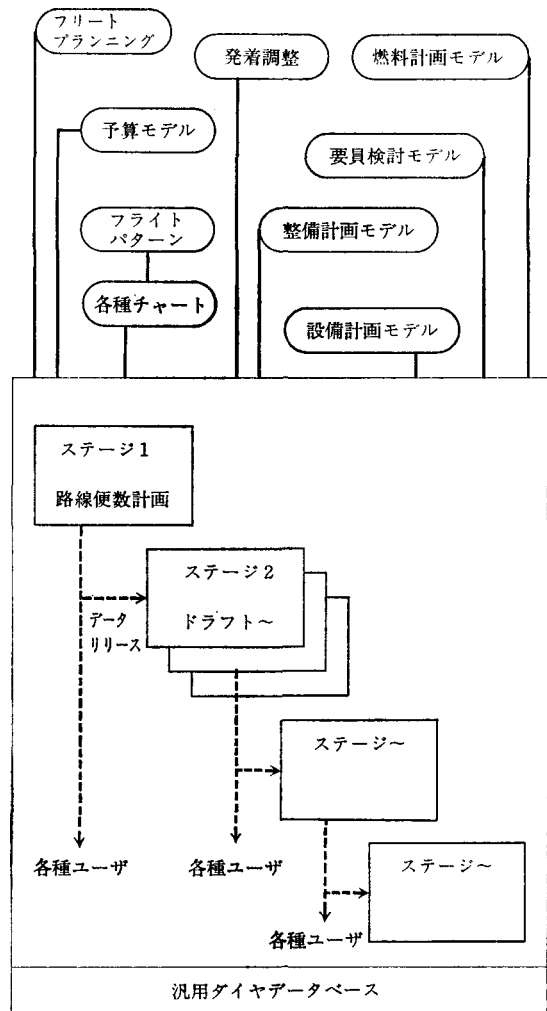 フリート
プランニング
発着調整
燃料計画モデル
予算モデル
要員検討モデル
フライト
パターン
整備計画モデル
各種チャート
設備計画モデル
ステージ1
路線便数計画
ステージ2
ドラフト~
データ
リリース
ステージ~
各種ユーザ
各種ユーザ
ステージ~
各種ユーザ
汎用ダイヤデータベース